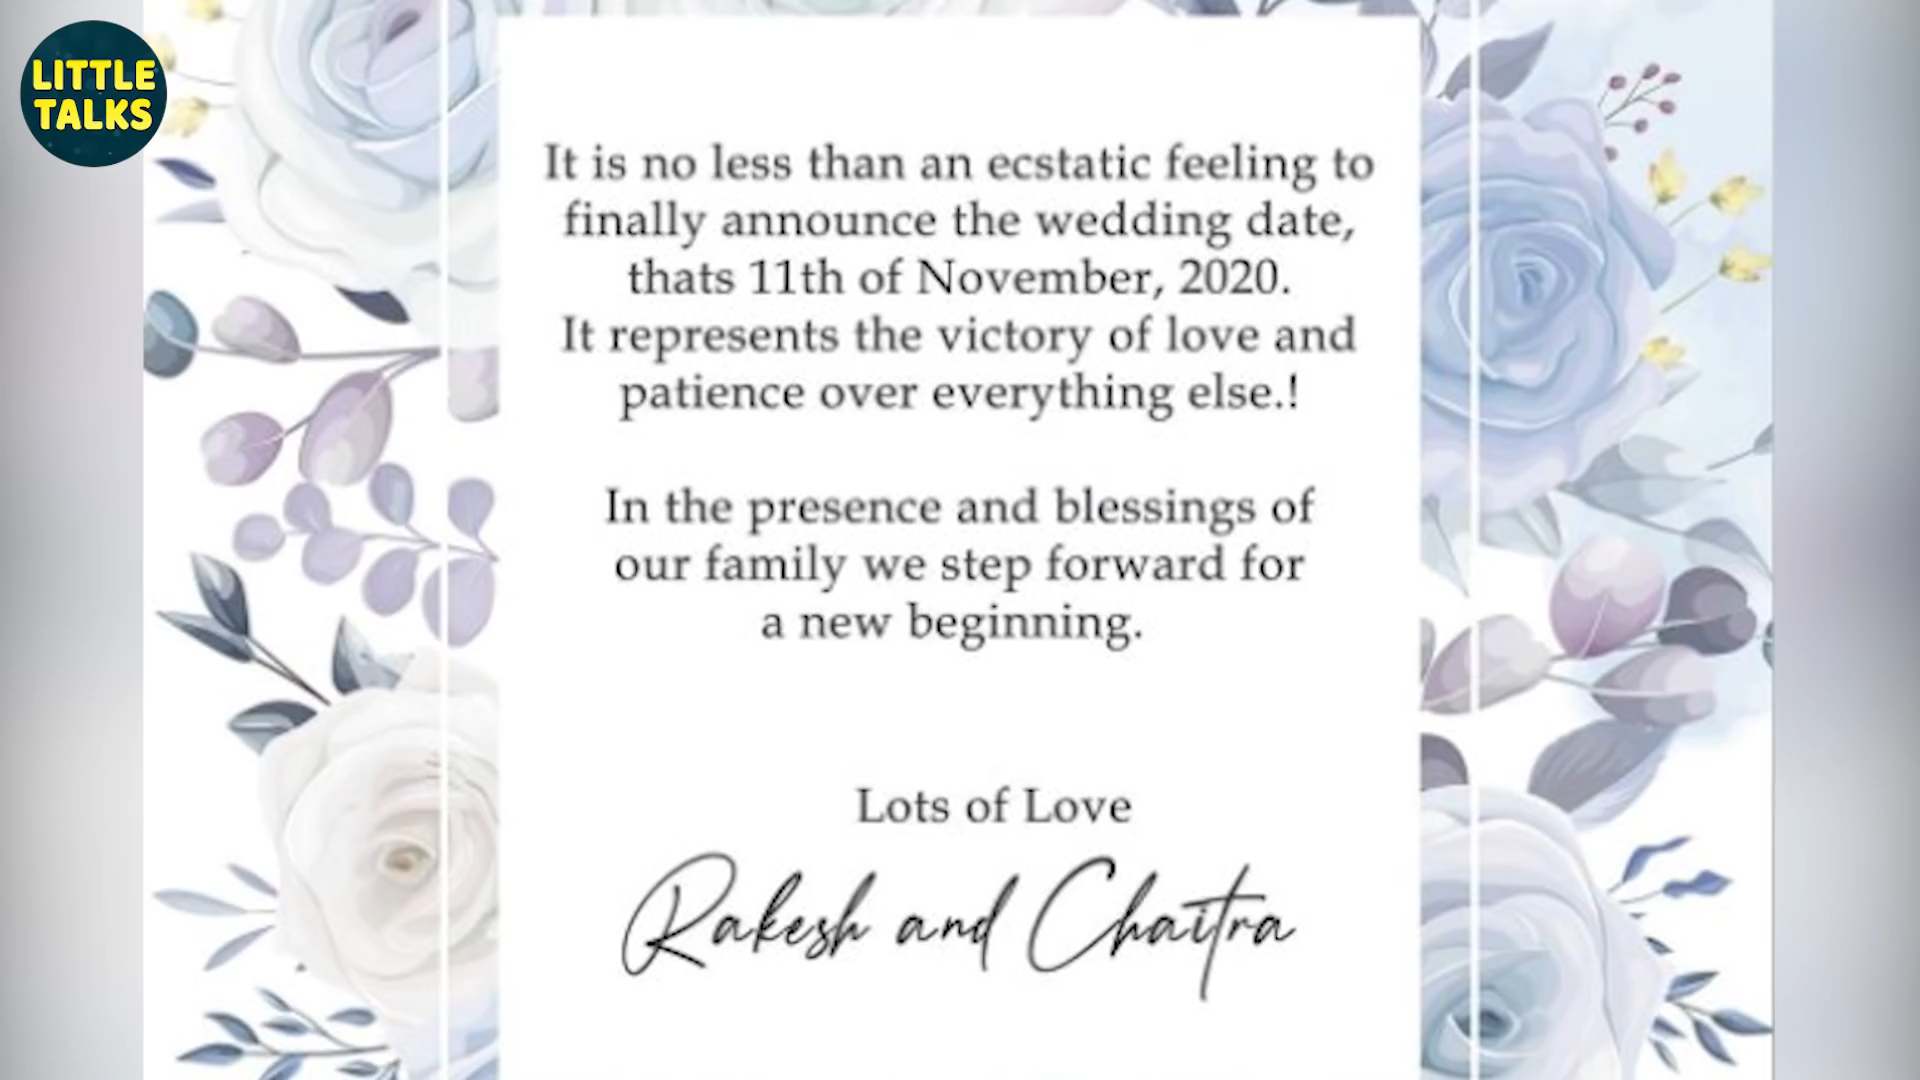 LITTLE
TALKS
It is no less than an ecstatic feeling to
finally announce the wedding date,
thats 11th of November, 2020.
It represents the victory of love and
patience over everything else.!
In the presence and blessings of
our family we step forward for
a new beginning.
Lots of Love
Rakesh and Chaitra